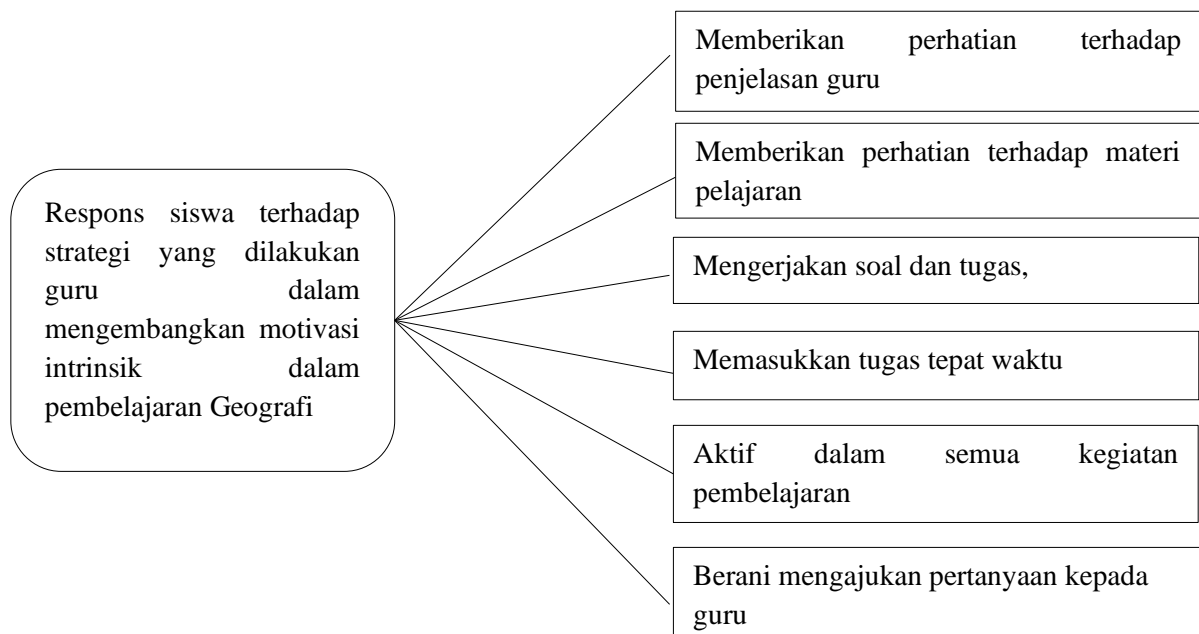 Respons siswa terhadap
strategi yang dilakukan
guru dalam
mengembangkan motivasi
intrinsik dalam
pembelajaran Geografi
Memberikan perhatian terhadap
penjelasan guru
Memberikan perhatian terhadap materi
pelajaran
Mengerjakan soal dan tugas,
Memasukkan tugas tepat waktu
Aktif dalam semua kegiatan
pembelajaran
Berani mengajukan pertanyaan kepada
guru